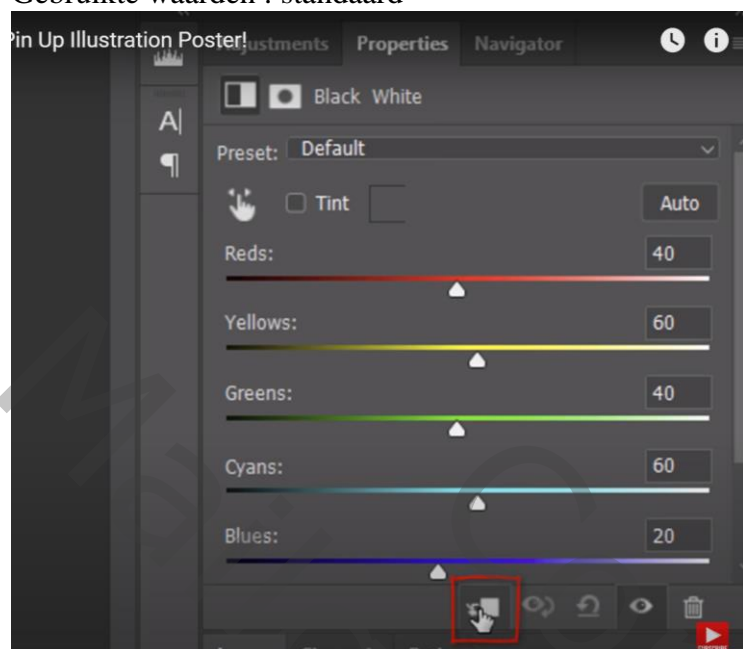 Gebruikte waarden : standaard
Pin Up Illustration Poster!
Adjustments Properties Navigator
A|
¶
Black White
Preset: Default
Tint Auto
Reds: 40
Yellows: 60
Greens: 40
Cyans: 60
Blues: 20